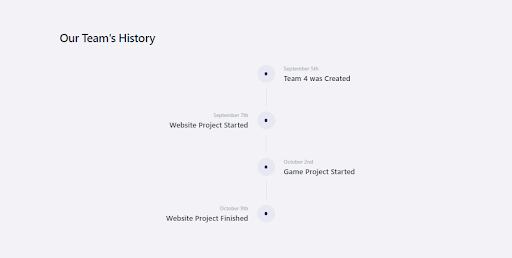 Our Team's History
September 5th
Team 4 was Created
September 7th
Website Project Started
October 2nd
Game Project Started
October 9th
Website Project Finished